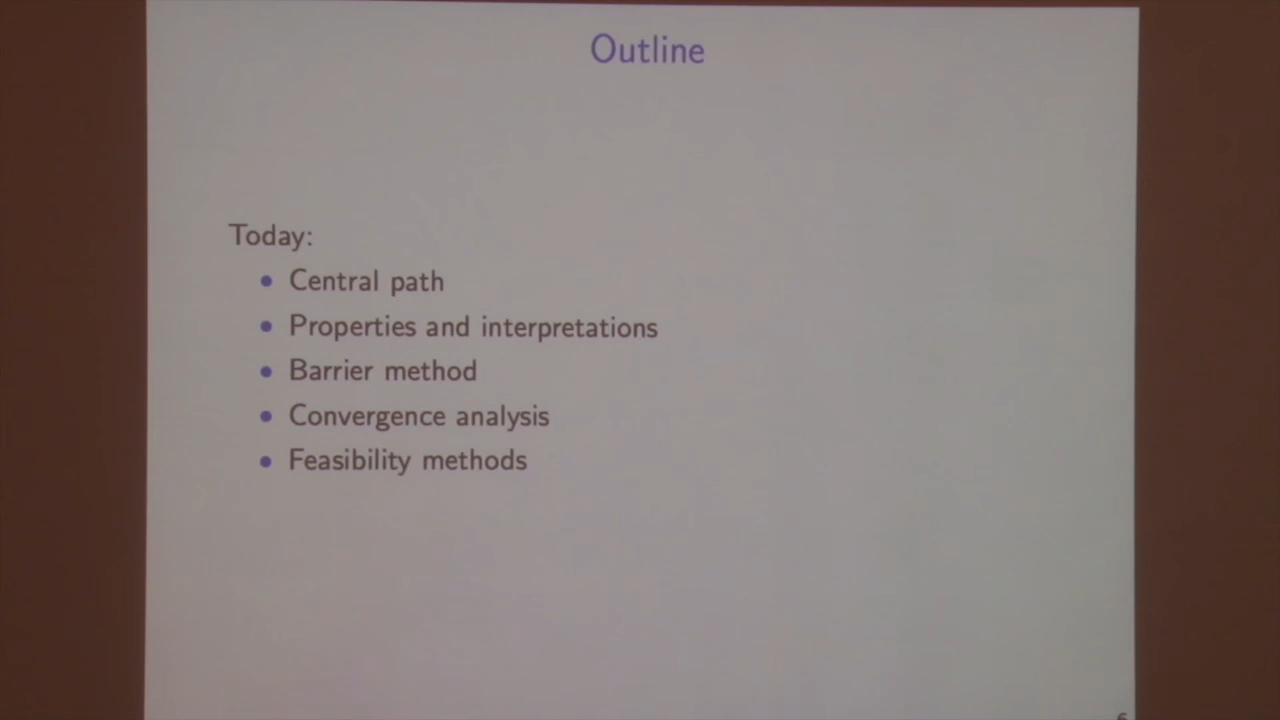 Outline
Today:
• Central path
• Properties and interpretations
• Barrier method
• Convergence analysis
• Feasibility methods